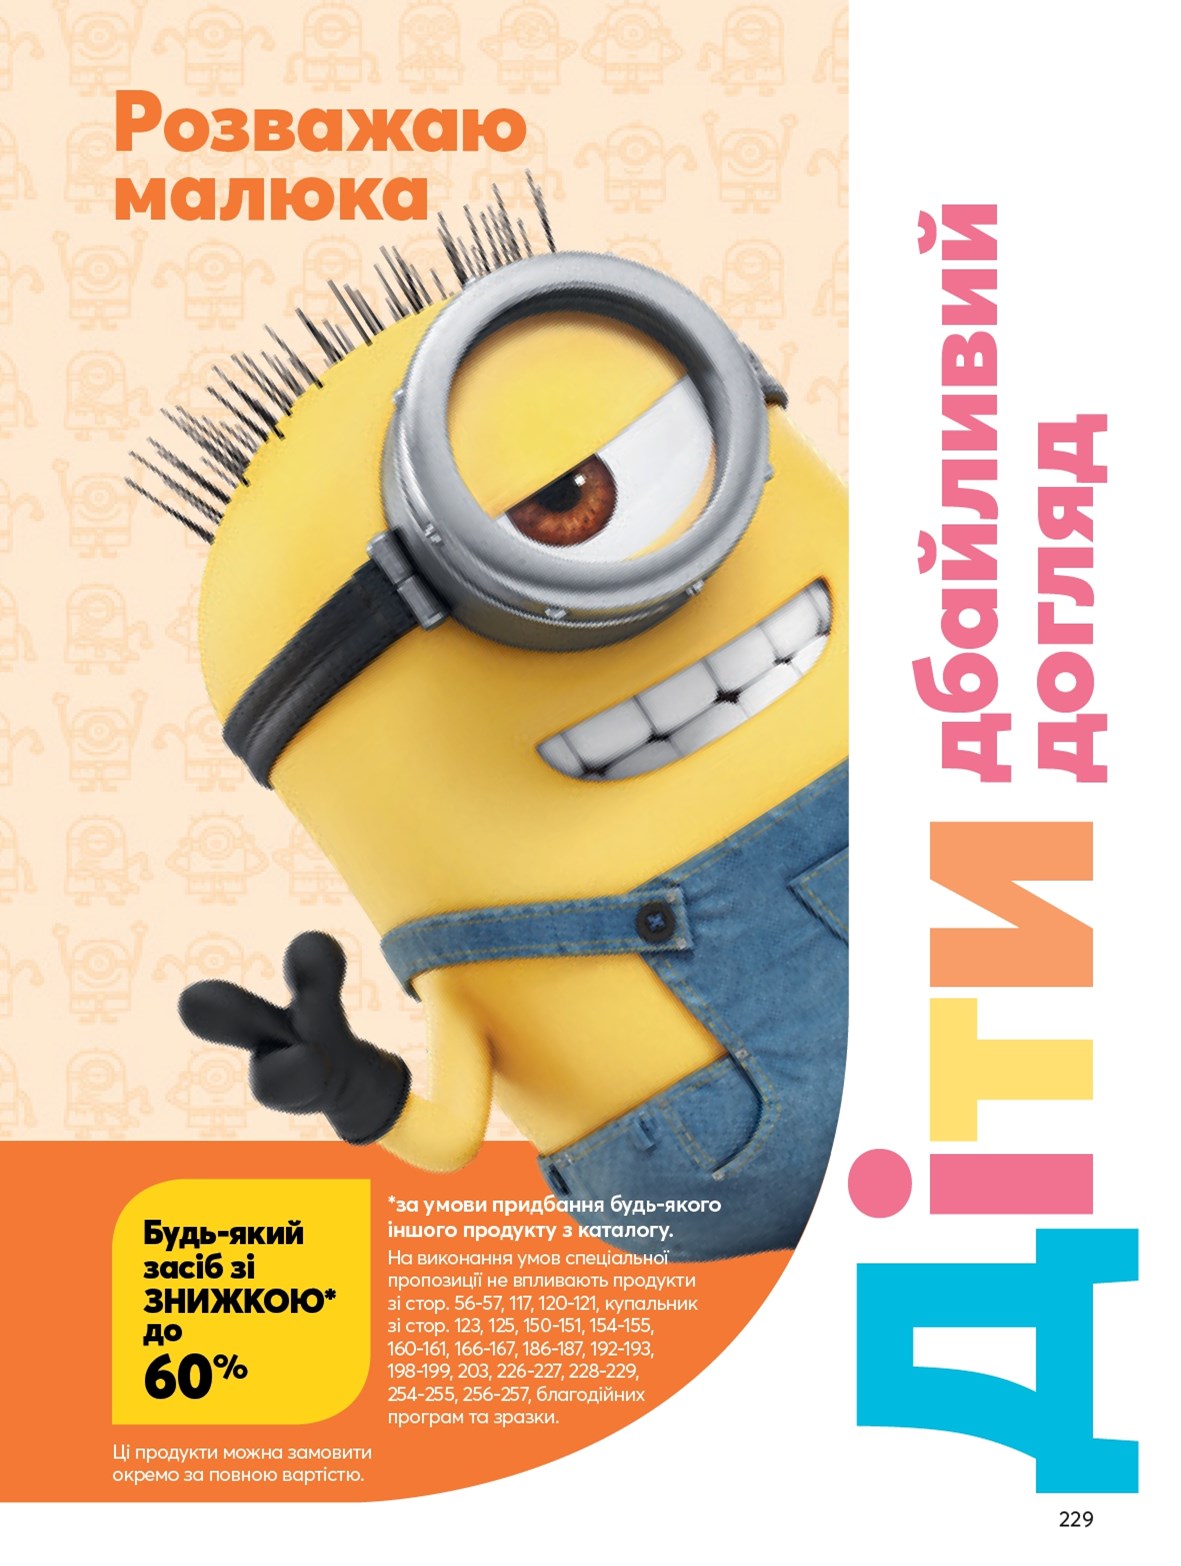 Розважаю
малюка
діти
дбайливий
догляд
Будь-який
засіб зі
ЗНИЖКОЮ*
до
60%
*за умови придбання будь-якого
іншого продукту з каталогу.
На виконання умов спеціальної
пропозиції не впливають продукти
зі стор. 56-57, 117, 120-121, купальник
зі стор. 123, 125, 150-151, 154-155,
160-161, 166-167, 186-187, 192-193,
198-199, 203, 226-227, 228-229,
254-255, 256-257, благодійних
програм та зразки.
Ці продукти можна замовити
окремо за повною вартістю.
229